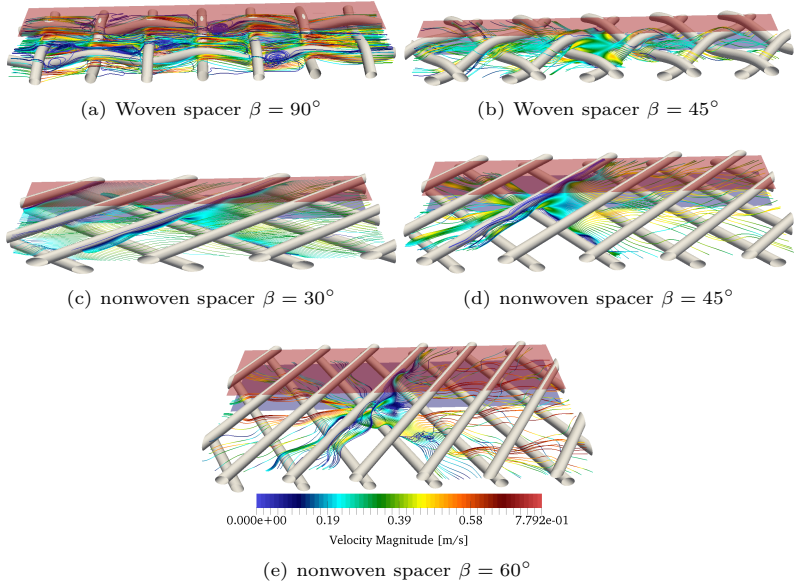 (a) Woven spacer β = 90°
(b) Woven spacer β = 45°
(c) nonwoven spacer β = 30°
(d) nonwoven spacer β = 45°
0.000e+00 0.19 0.39 0.58 7.792e-01
Velocity Magnitude [m/s]
(e) nonwoven spacer β = 60°